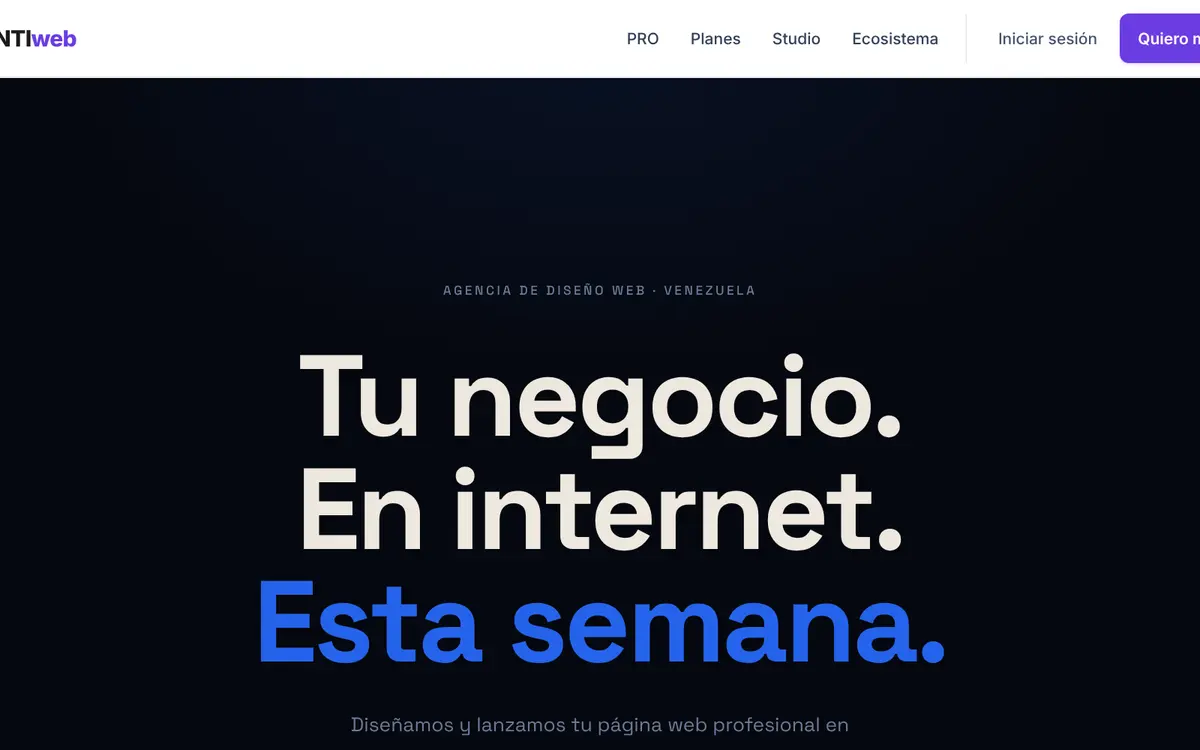 NTIweb
PRO Planes Studio Ecosistema Iniciar sesión Quiero
AGENCIA DE DISEÑO WEB · VENEZUELA
Tu negocio.
En internet.
Esta semana.
Diseñamos y lanzamos tu página web profesional en